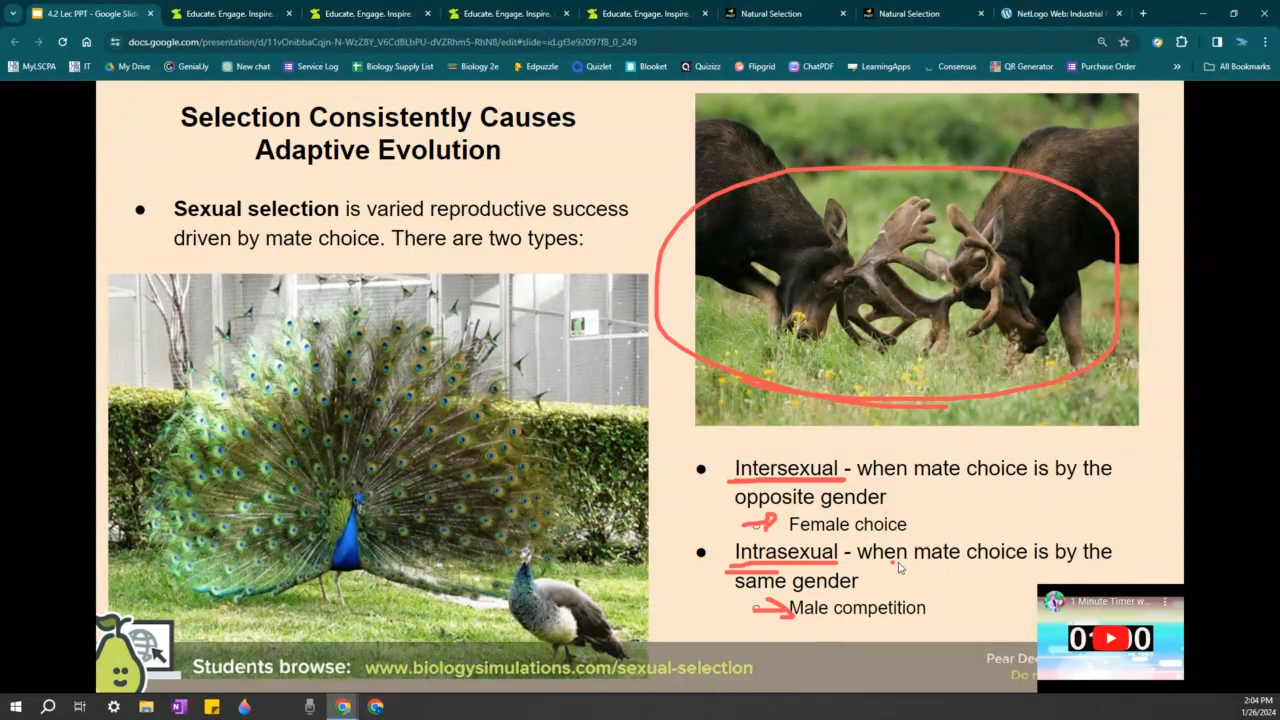 4.2 Lec PPT - Google Slide
Educate. Engage. Inspire.
Educate. Engage. Inspire.
Educate. Engage. Inspire.
Educate. Engage. Inspire.
Natural Selection
Natural Selection
NetLogo Web: Industrial
docs.google.com/presentation/d/11vOnibbaCqjn-N-WzZ8Y_V6CdBLbPU-dVZRhm5-RhN8/edit#slide=id.gf3e92097f8_0_249
MyLSCPA
IT
My Drive
Genial.ly
New chat
Service Log
Biology Supply List
Biology 2e
Edpuzzle
Quizlet
Blooket
Quizizz
Flipgrid
ChatPDF
LearningApps
Consensus
QR Generator
Purchase Order
All Bookmarks
Selection Consistently Causes
Adaptive Evolution
● Sexual selection is varied reproductive success
driven by mate choice. There are two types:
● Intersexual - when mate choice is by the
opposite gender
○ Female choice
● Intrasexual - when mate choice is by the
same gender
○ Male competition
1 Minute Timer w...
Students browse: www.biologysimulations.com/sexual-selection
Pear Dec
Do
2:04 PM
1/26/2024